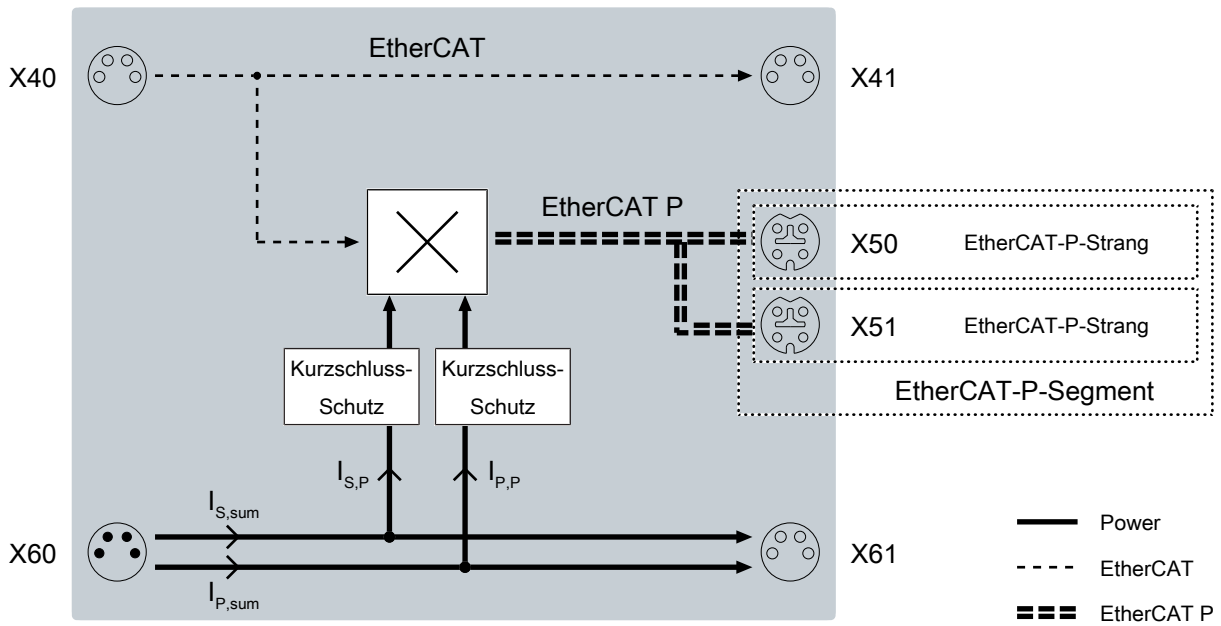 EtherCAT
X40
X41
EtherCAT P
X50
EtherCAT-P-Strang
X51
EtherCAT-P-Strang
Kurzschluss-
Schutz
Kurzschluss-
Schutz
EtherCAT-P-Segment
I_S,P
I_P,P
I_S,sum
X60
I_P,sum
X61
Power
EtherCAT
EtherCAT P